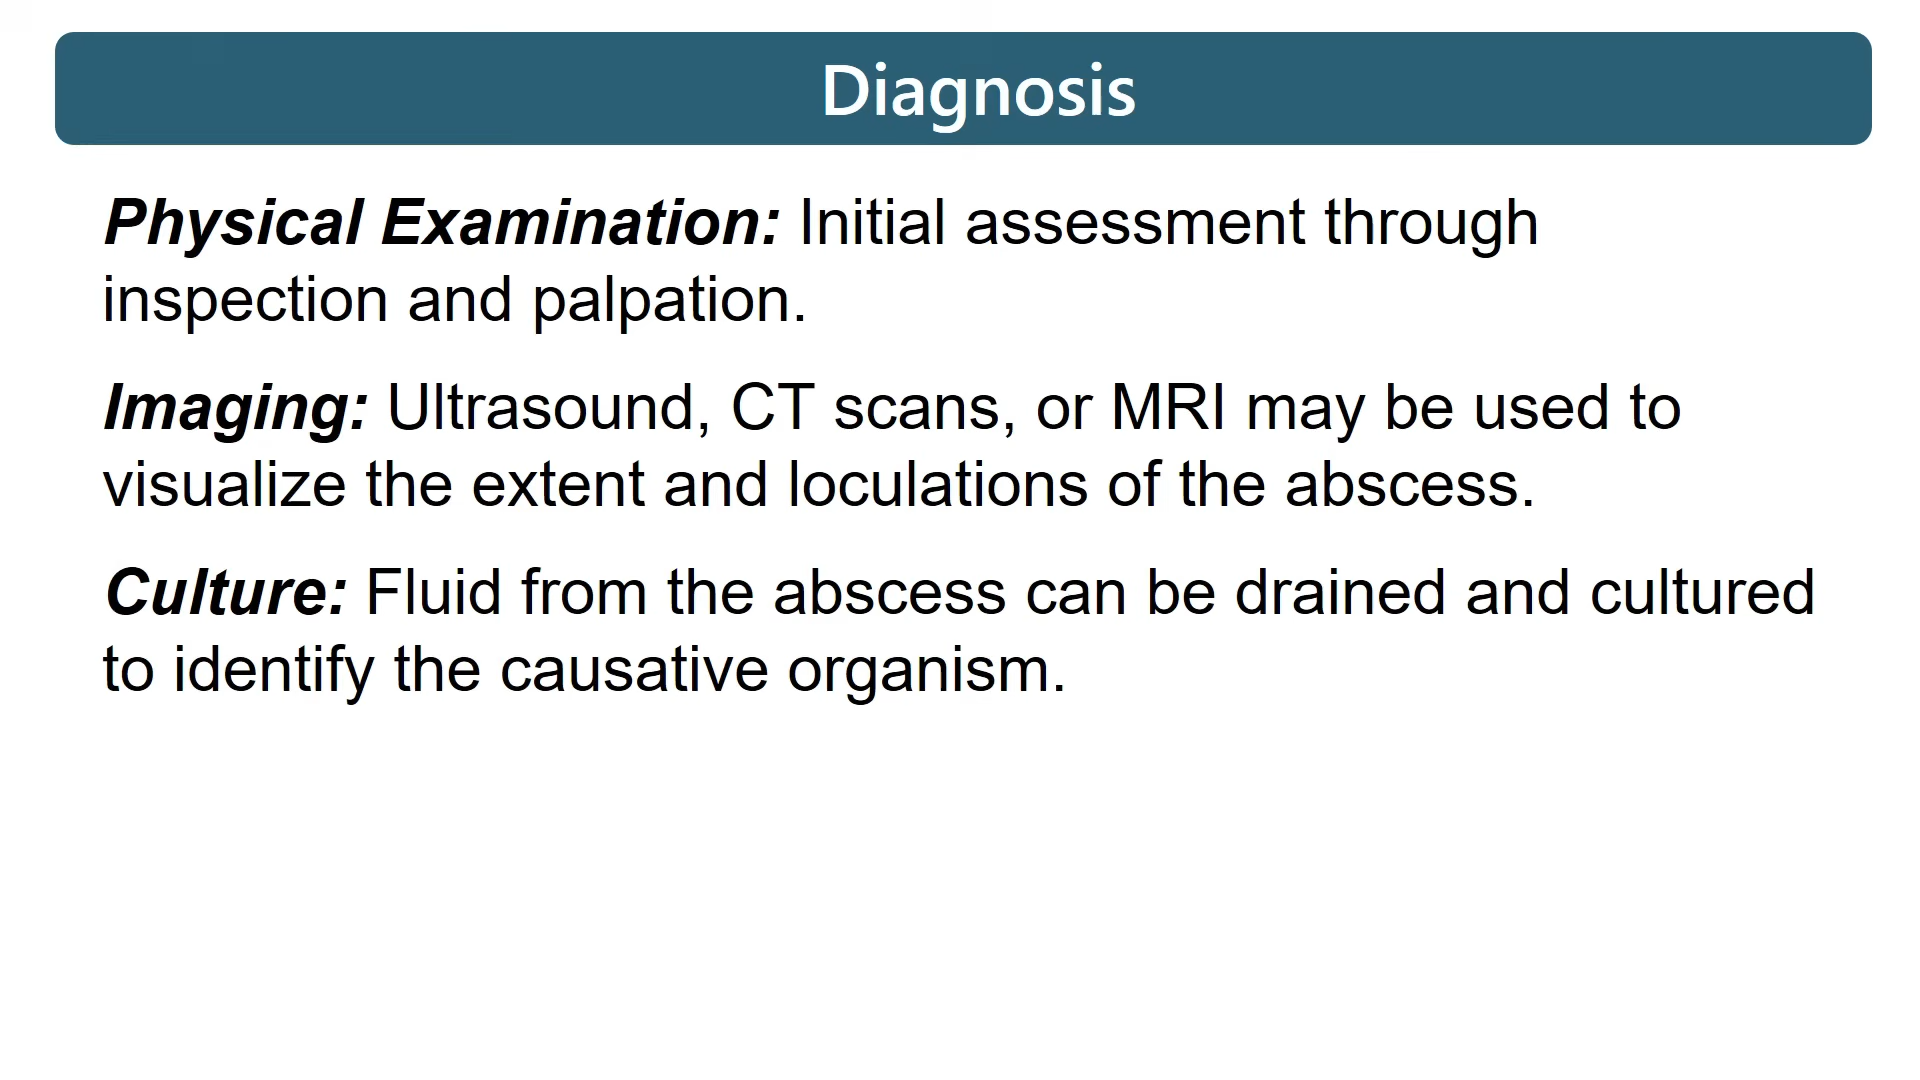 Diagnosis
Physical Examination: Initial assessment through
inspection and palpation.
Imaging: Ultrasound, CT scans, or MRI may be used to
visualize the extent and loculations of the abscess.
Culture: Fluid from the abscess can be drained and cultured
to identify the causative organism.